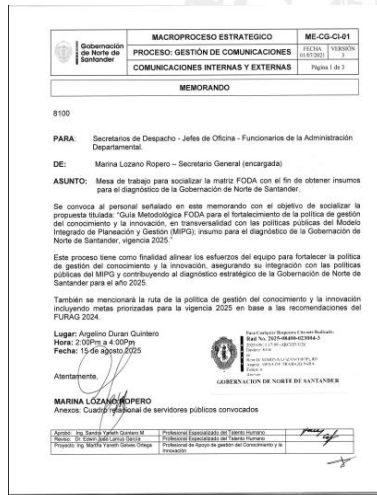 Gobernación
de Norte de
Santander
MACROPROCESO ESTRATEGICO
ME-CG-CI-01
PROCESO: GESTIÓN DE COMUNICACIONES
FECHA
01/07/2021
VERSIÓN
3
COMUNICACIONES INTERNAS Y EXTERNAS
Página 1 de 3
MEMORANDO
8100
PARA: Secretarios de Despacho - Jefes de Oficina - Funcionarios de la Administración
Departamental.
DE: Marina Lozano Ropero – Secretario General (encargada)
ASUNTO: Mesa de trabajo para socializar la matriz FODA con el fin de obtener insumos
para el diagnóstico de la Gobernación de Norte de Santander.
Se convoca al personal señalado en este memorando con el objetivo de socializar la
propuesta titulada: "Guía Metodológica FODA para el fortalecimiento de la política de gestión
del conocimiento y la innovación, en transversalidad con las políticas públicas del Modelo
Integrado de Planeación y Gestión (MIPG); insumo para el diagnóstico de la Gobernación de
Norte de Santander, vigencia 2025."
Este proceso tiene como finalidad alinear los esfuerzos del equipo para fortalecer la política
de gestión del conocimiento y la innovación, asegurando su integración con las políticas
públicas del MIPG y contribuyendo al diagnóstico estratégico de la Gobernación de Norte de
Santander para el año 2025.
También se mencionará la ruta de la política de gestión del conocimiento y la innovación
incluyendo metas priorizadas para la vigencia 2025 en base a las recomendaciones del
FURAG 2024.
Lugar: Argelino Duran Quintero
Hora: 2:00Pm a 4:00Pm
Fecha: 15 de agosto 2025
Para Cualquier Respuesta Citar este Radicado:
Rad No. 2025-08400-023084-3
GOBERNACION DE NORTE DE SANTANDER
Atentamente,
MARINA LOZANO ROPERO
Anexos: Cuadro relacional de servidores públicos convocados
Aprobó: Ing. Sandra Yaneth Quintero M
Profesional Especializado del Talento Humano
Reviso: Dr. Edwin José Lamus García
Profesional Especializado del Talento Humano
Proyecto: Ing. Martha Yaneth Gelves Ortega
Profesional de Apoyo de gestión del Conocimiento y la
Innovación